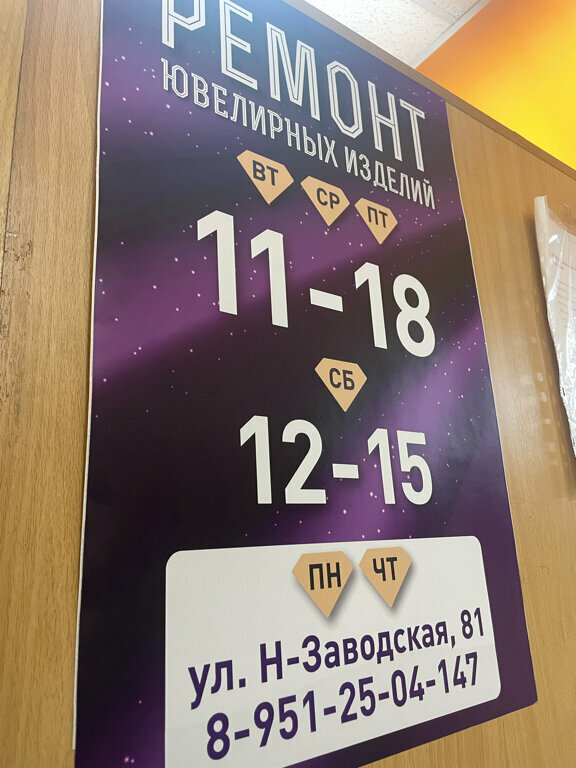 РЕМОНТ
ЮВЕЛИРНЫХ ИЗДЕЛИЙ
ВТ СР ПТ
11-18
СБ
12-15
ПН ЧТ
ул. Н-Заводская, 81
8-951-25-04-147